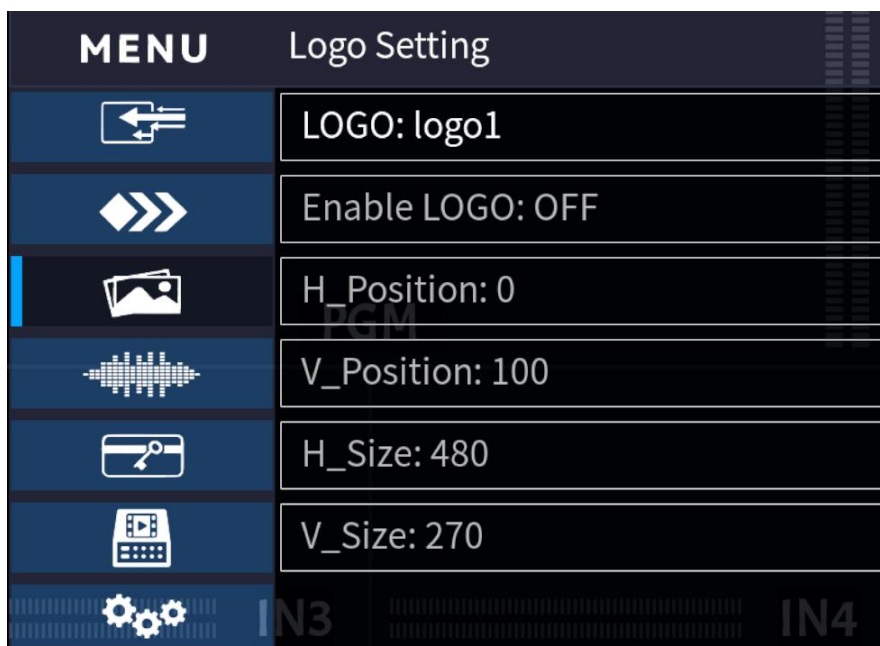 MENU Logo Setting
LOGO: logo1
Enable LOGO: OFF
H_Position: 0
PGM
V_Position: 100
H_Size: 480
V_Size: 270
IN3 IN4